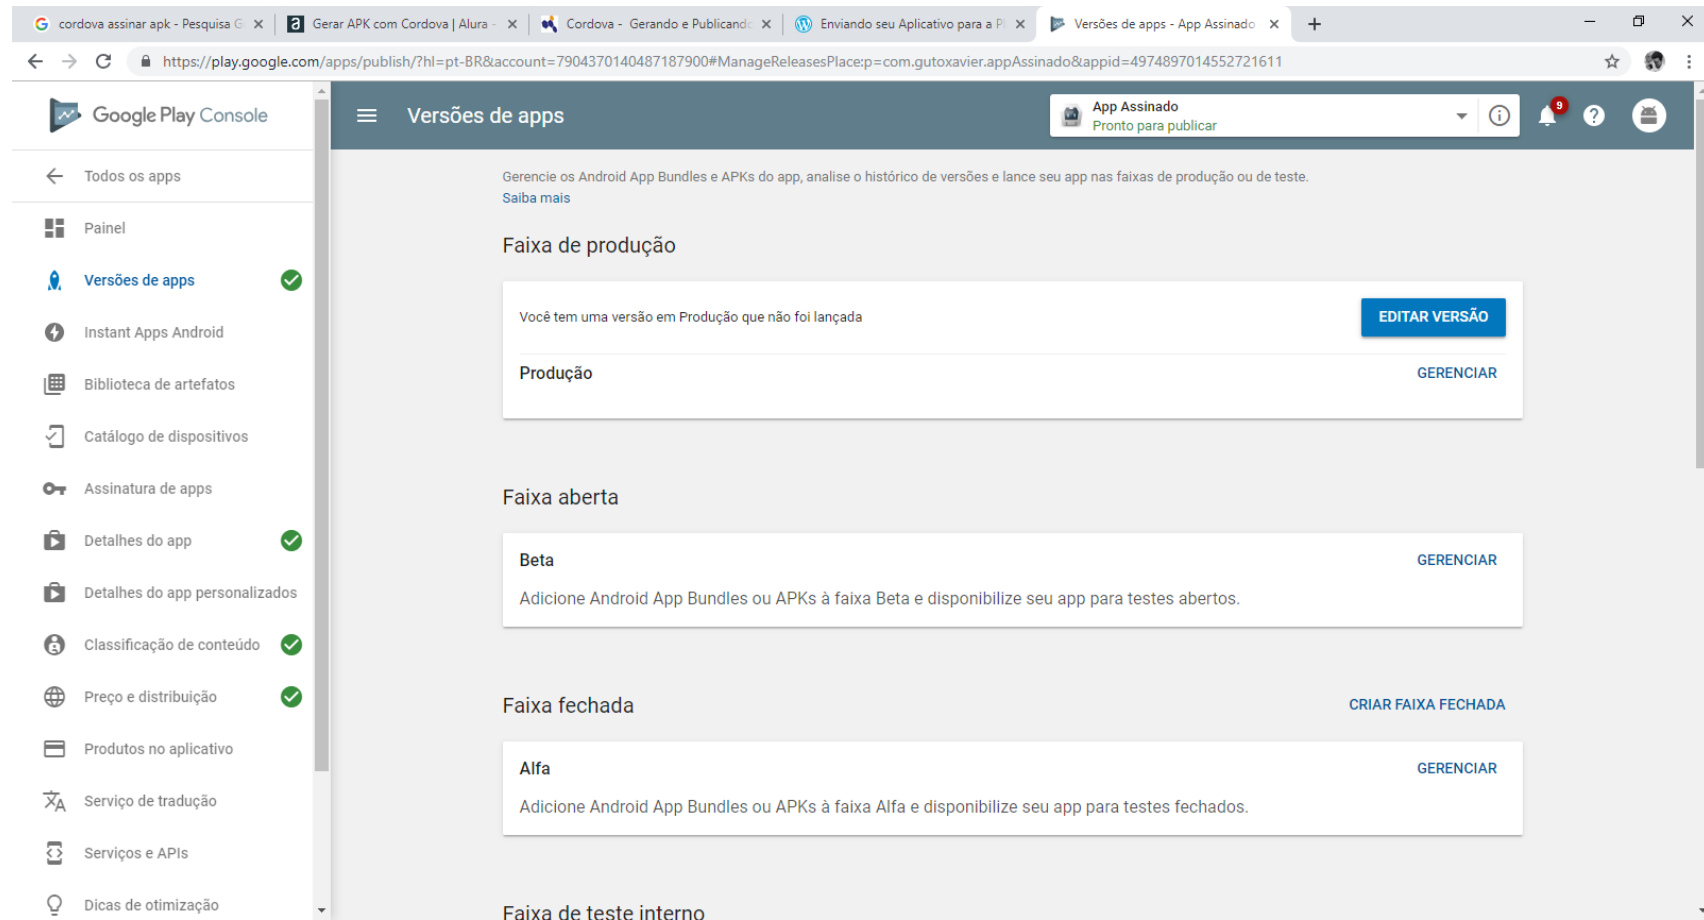 cordova assinar apk - Pesquisa G
Gerar APK com Cordova | Alura -
Cordova - Gerando e Publicando
Enviando seu Aplicativo para a Pl
Versões de apps - App Assinado
https://play.google.com/apps/publish/?hl=pt-BR&account=7904370140487187900#ManageReleasesPlace:p=com.gutoxavier.appAssinado&appid=4974897014552721611
Google Play Console
Versões de apps
App Assinado
Pronto para publicar
9
Todos os apps
Painel
Versões de apps
Instant Apps Android
Biblioteca de artefatos
Catálogo de dispositivos
Assinatura de apps
Detalhes do app
Detalhes do app personalizados
Classificação de conteúdo
Preço e distribuição
Produtos no aplicativo
Serviço de tradução
Serviços e APIs
Dicas de otimização
Gerencie os Android App Bundles e APKs do app, analise o histórico de versões e lance seu app nas faixas de produção ou de teste.
Saiba mais
Faixa de produção
Você tem uma versão em Produção que não foi lançada
EDITAR VERSÃO
Produção
GERENCIAR
Faixa aberta
Beta
GERENCIAR
Adicione Android App Bundles ou APKs à faixa Beta e disponibilize seu app para testes abertos.
Faixa fechada
CRIAR FAIXA FECHADA
Alfa
GERENCIAR
Adicione Android App Bundles ou APKs à faixa Alfa e disponibilize seu app para testes fechados.
Faixa de teste interno